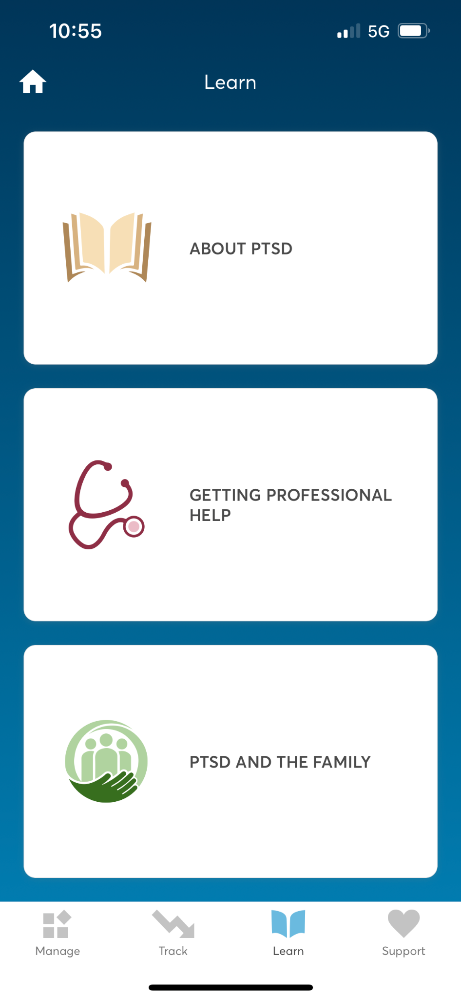 10:55
5G
Learn
ABOUT PTSD
GETTING PROFESSIONAL
HELP
PTSD AND THE FAMILY
Manage
Track
Learn
Support